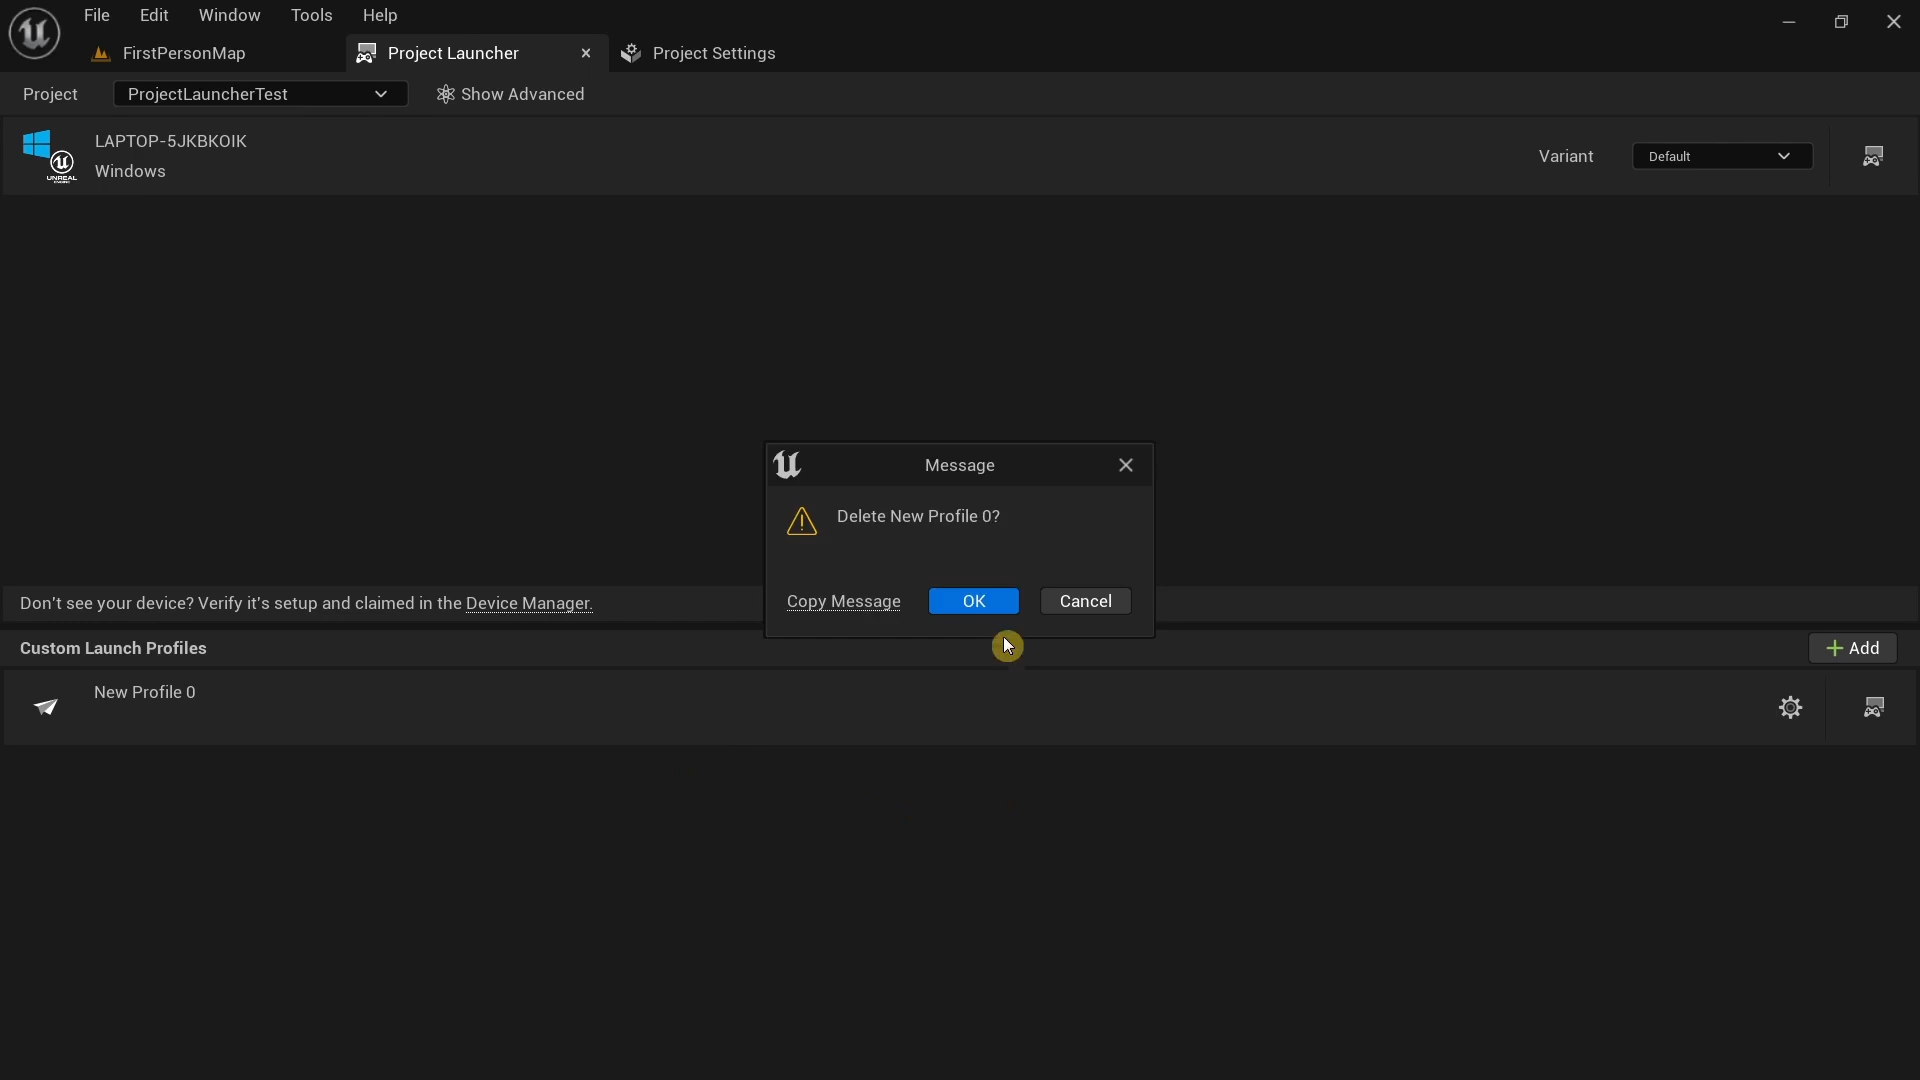 File Edit Window Tools Help
FirstPersonMap Project Launcher Project Settings
Project ProjectLauncherTest Show Advanced
LAPTOP-5JKBKOIK
Windows
UNREAL
ENGINE
Variant Default
Message
Delete New Profile 0?
Copy Message OK Cancel
Don't see your device? Verify it's setup and claimed in the Device Manager.
Custom Launch Profiles
Add
New Profile 0